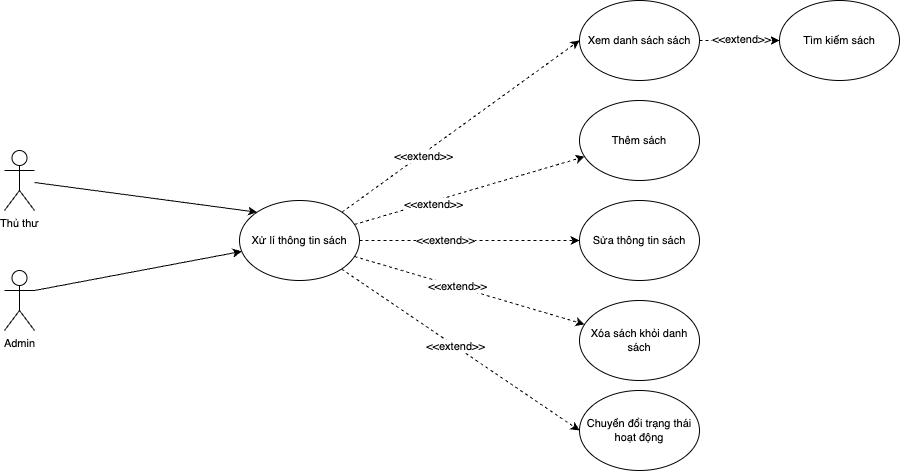 Xem danh sách sách
<<extend>>
Tìm kiếm sách
Thêm sách
<<extend>>
<<extend>>
Thủ thư
Xử lí thông tin sách
<<extend>>
Sửa thông tin sách
<<extend>>
Admin
Xóa sách khỏi danh
sách
<<extend>>
Chuyển đổi trạng thái
hoạt động